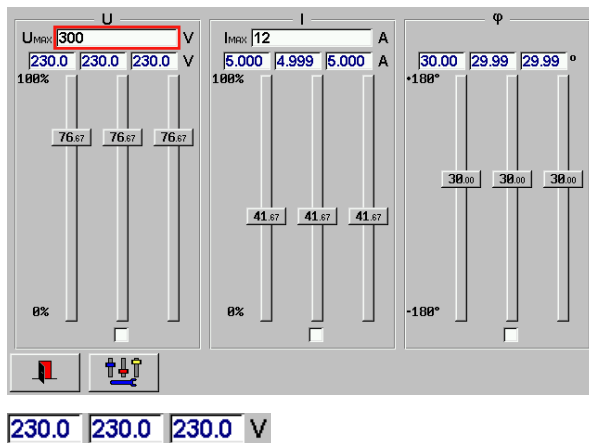 U I φ
UMAX 300 V IMAX 12 A
230.0 230.0 230.0 V 5.000 4.999 5.000 A 30.00 29.99 29.99 °
100% 100% +180°
76.67 76.67 76.67
30.00 30.00 30.00
41.67 41.67 41.67
0% 0% -180°
230.0 230.0 230.0 V